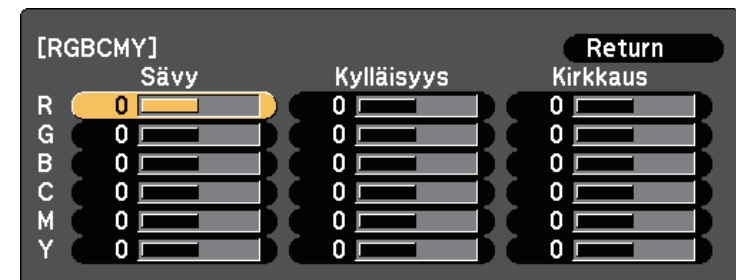 [RGBCMY] Return
Sävy Kylläisyys Kirkkaus
R 0 0 0
G 0 0 0
B 0 0 0
C 0 0 0
M 0 0 0
Y 0 0 0